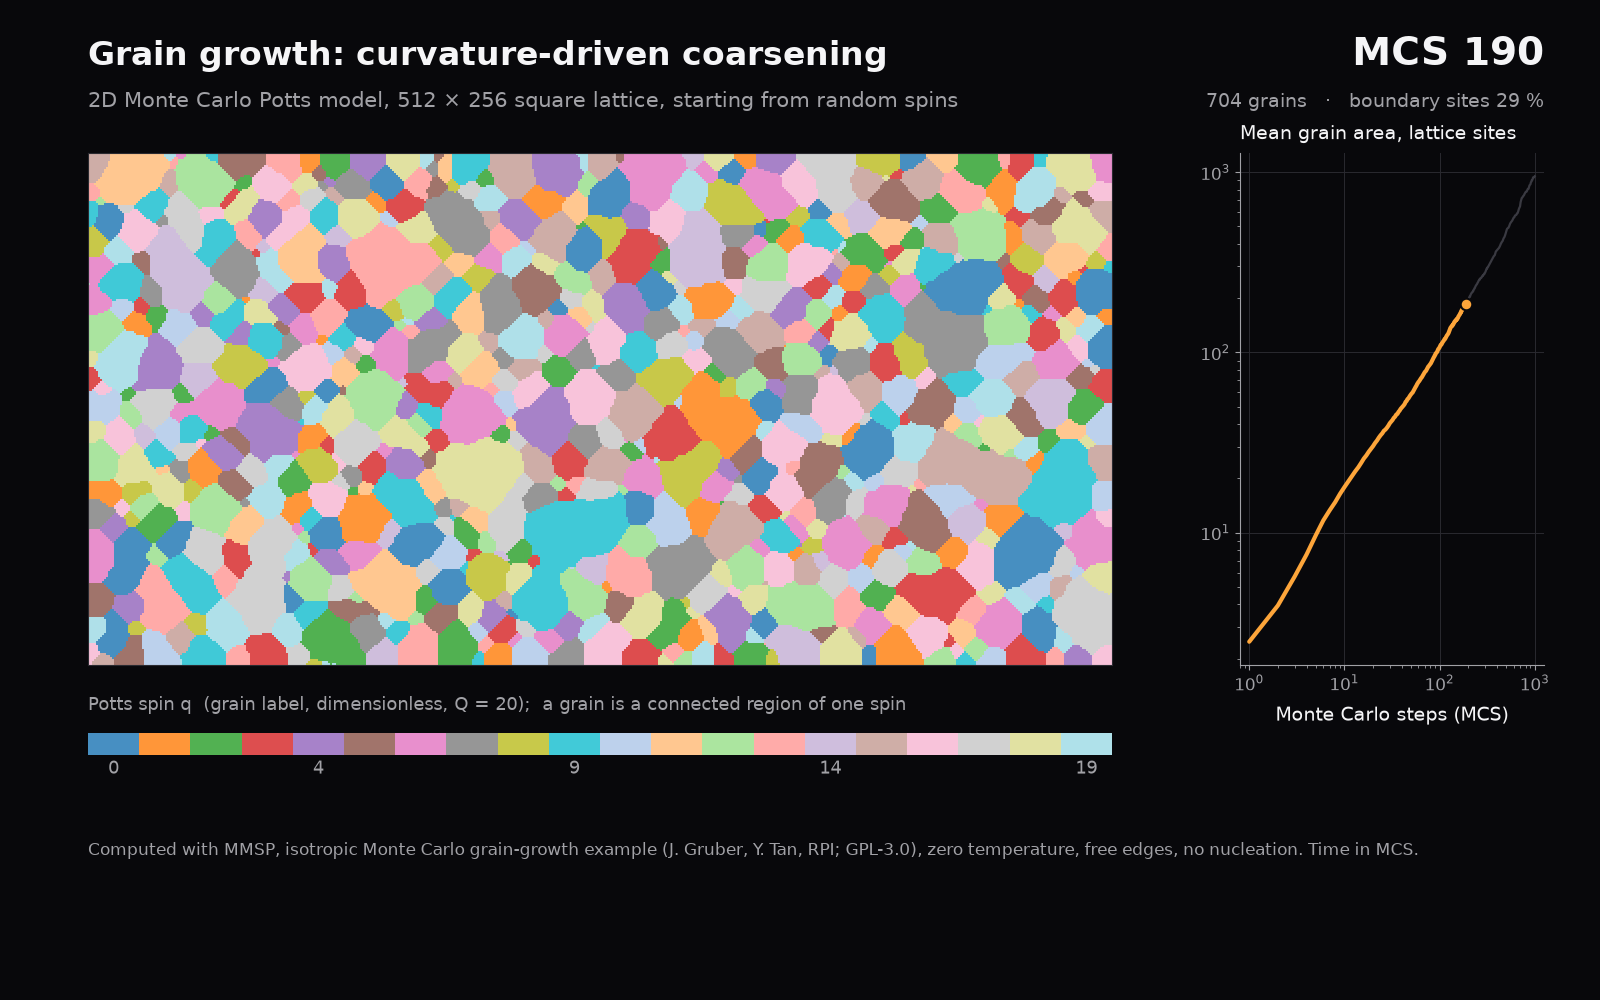 Grain growth: curvature-driven coarsening
MCS 190
2D Monte Carlo Potts model, 512 × 256 square lattice, starting from random spins
704 grains · boundary sites 29 %
Mean grain area, lattice sites
10³
10²
10¹
10⁰ 10¹ 10² 10³
Monte Carlo steps (MCS)
Potts spin q (grain label, dimensionless, Q = 20); a grain is a connected region of one spin
0 4 9 14 19
Computed with MMSP, isotropic Monte Carlo grain-growth example (J. Gruber, Y. Tan, RPI; GPL-3.0), zero temperature, free edges, no nucleation. Time in MCS.